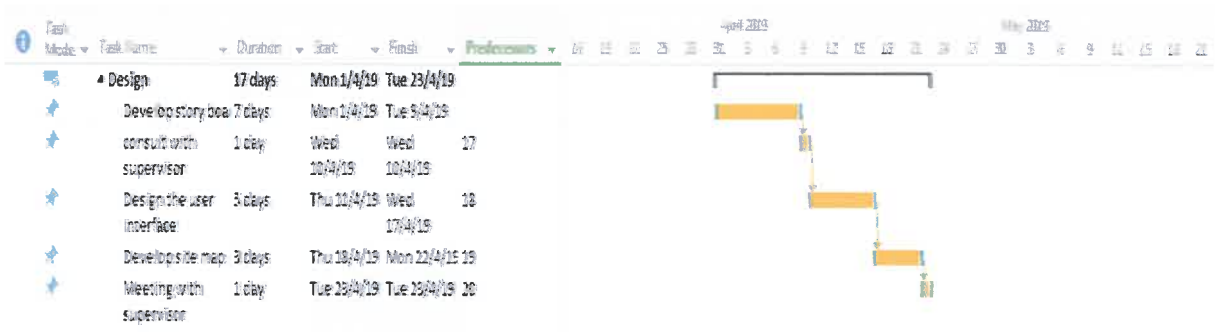 Task
April 2019
May 2019
Mode Task Name Duration Start Finish Predecessors
Design 17 days Mon 1/4/19 Tue 23/4/19
Develop story boa 7 days Mon 1/4/19 Tue 9/4/19
consult with 1 day Wed Wed 17
supervisor 10/4/19 10/4/19
Design the user days Thu 11/4/19 Wed 18
interface 17/4/19
Develop site map 3 days Thu 18/4/19 Mon 22/4/19 19
Meeting with 1 day Tue 23/4/19 Tue 23/4/19 20
supervisor